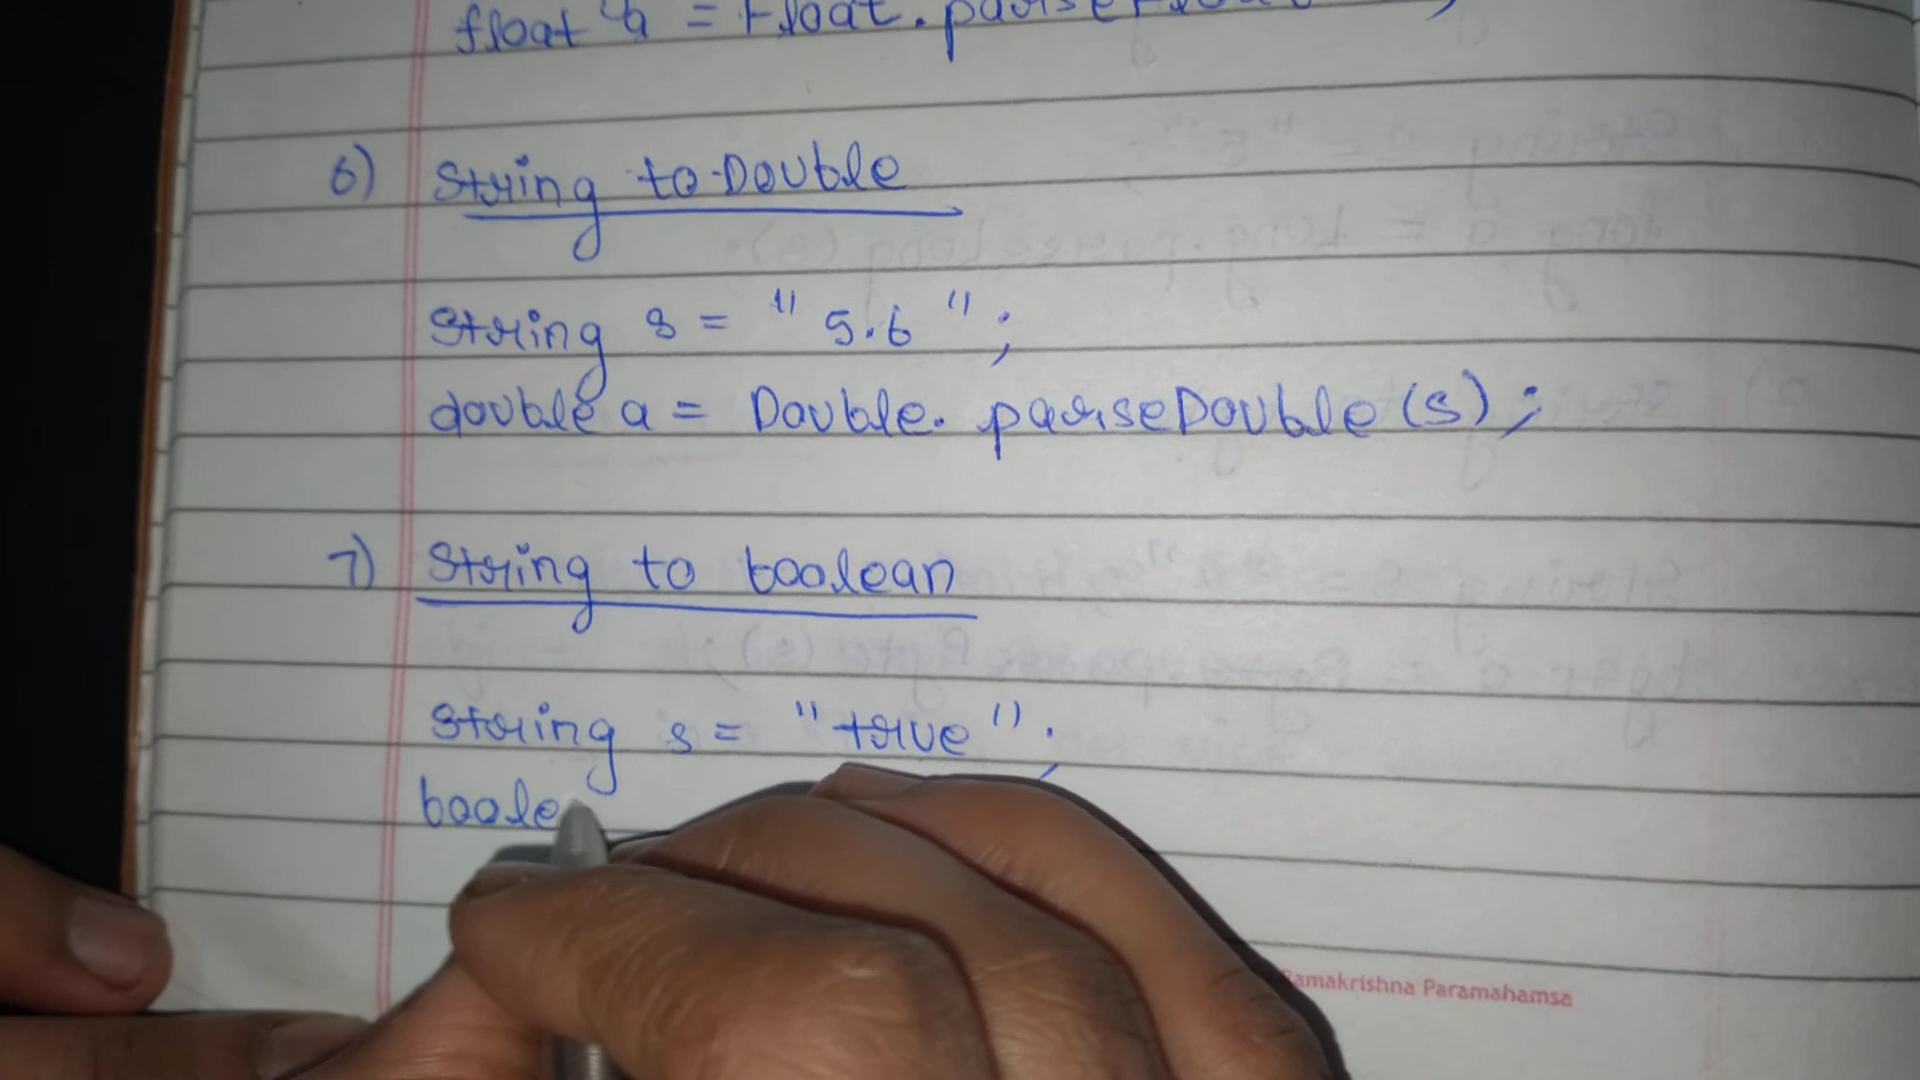 float a = Float.parseFloat
6) String to Double
String s = "5.6";
double a = Double.parseDouble(s);
7) String to boolean
String s = "true";
boole
Ramakrishna Paramahamsa